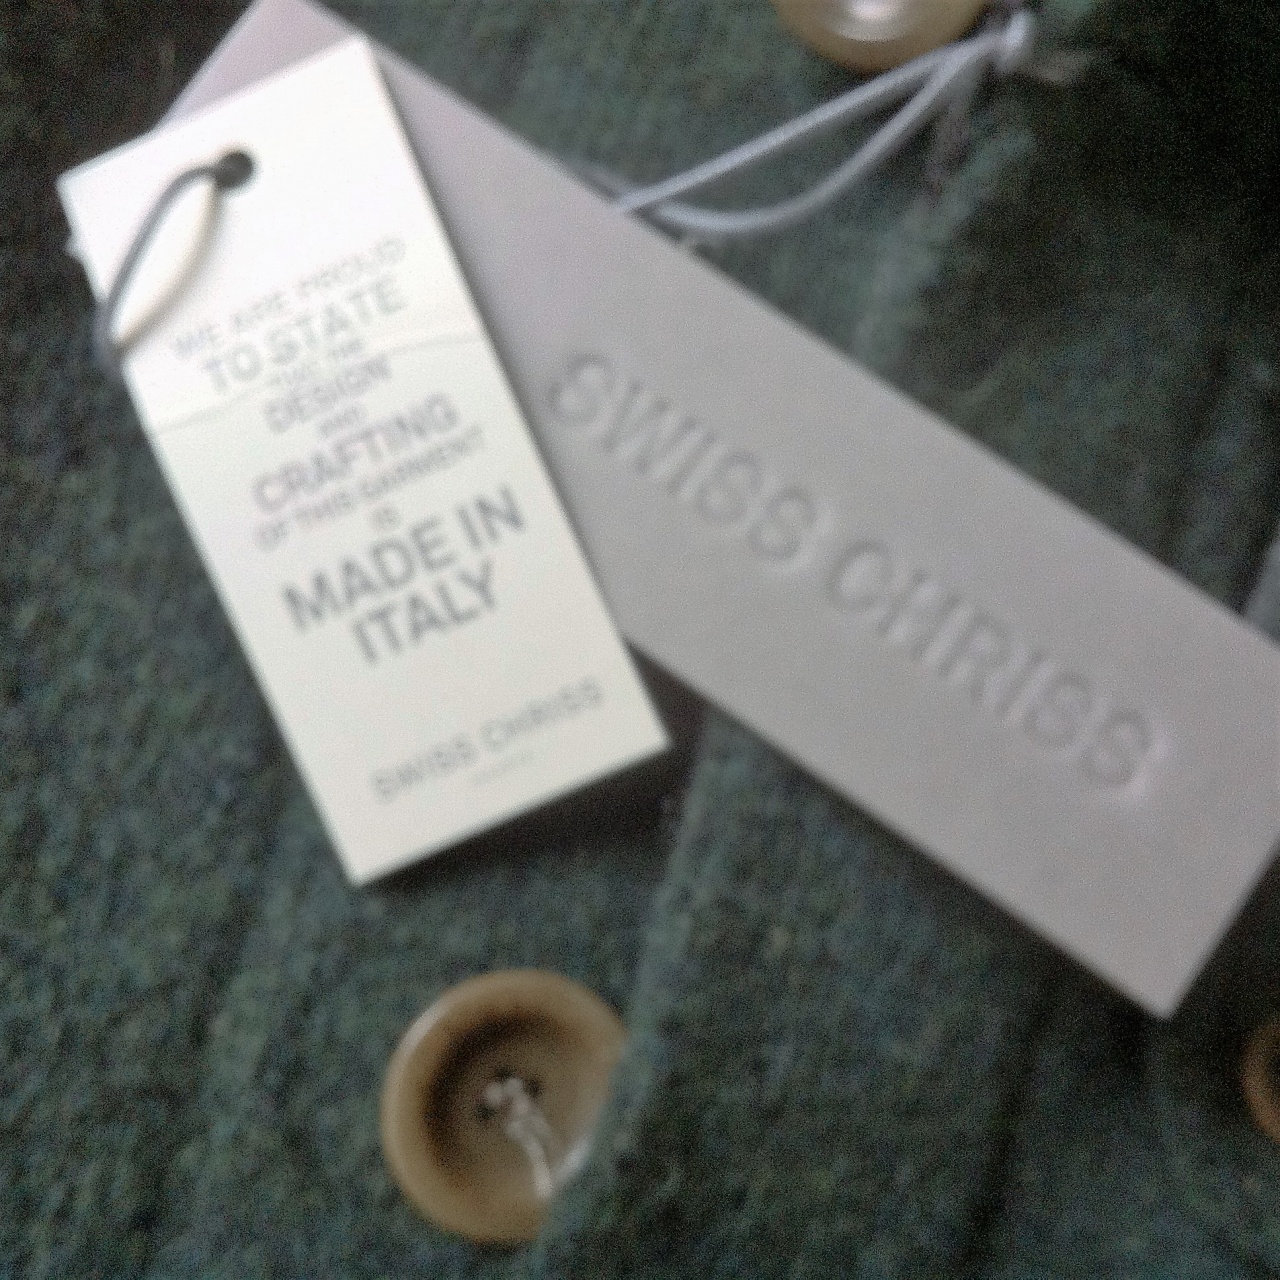 WE ARE PROUD
TO STATE
THAT THE
DESIGN
AND
CRAFTING
OF THIS GARMENT
IS
MADE IN
ITALY
SWISS CHRISS
SWISS CHRISS